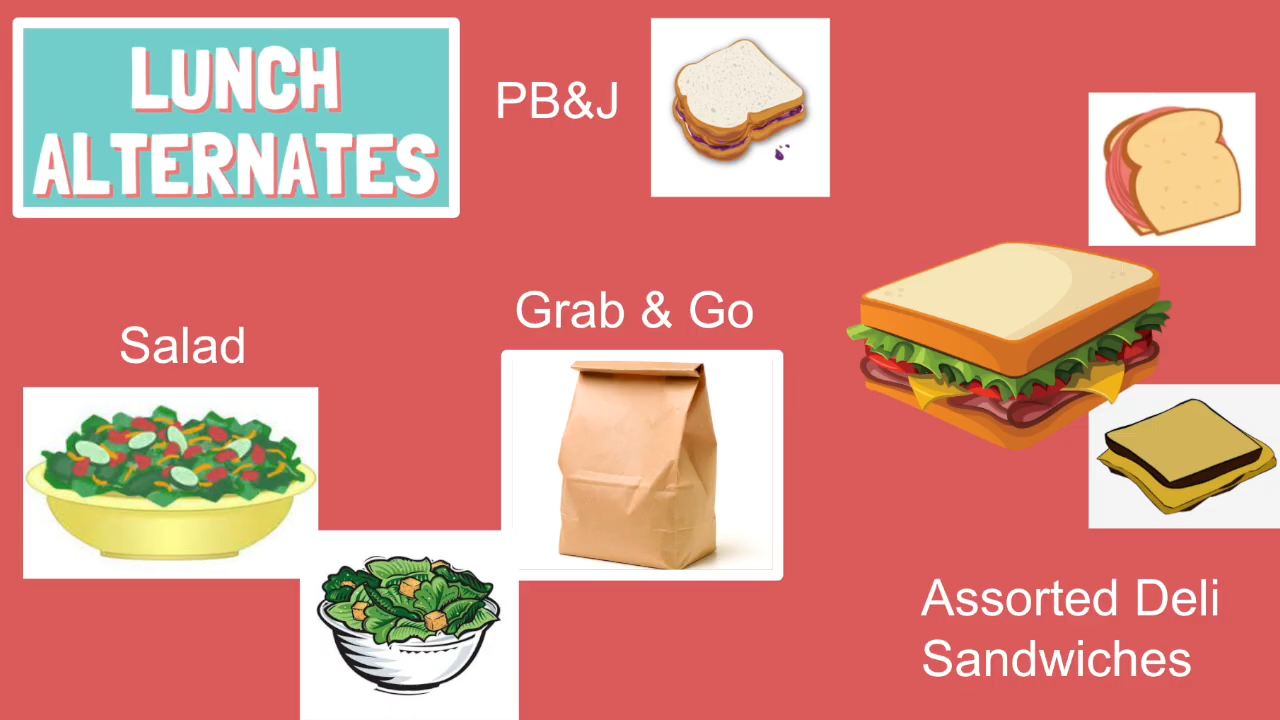 LUNCH
ALTERNATES
PB&J
Grab & Go
Salad
Assorted Deli
Sandwiches